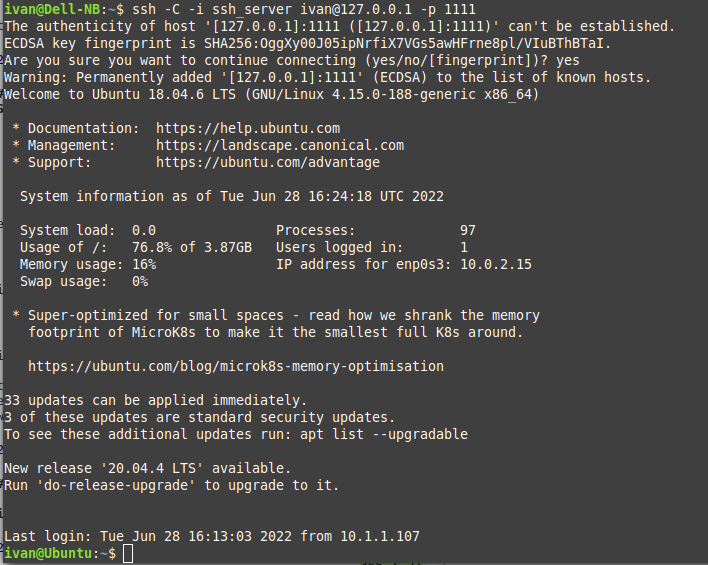 ivan@Dell-NB:~$ ssh -C -i ssh_server ivan@127.0.0.1 -p 1111
The authenticity of host '[127.0.0.1]:1111 ([127.0.0.1]:1111)' can't be established.
ECDSA key fingerprint is SHA256:OggXy00J05ipNrfiX7VGs5awHFrne8pl/VIuBThBTaI.
Are you sure you want to continue connecting (yes/no/[fingerprint])? yes
Warning: Permanently added '[127.0.0.1]:1111' (ECDSA) to the list of known hosts.
Welcome to Ubuntu 18.04.6 LTS (GNU/Linux 4.15.0-188-generic x86_64)
* Documentation:  https://help.ubuntu.com
* Management:     https://landscape.canonical.com
* Support:        https://ubuntu.com/advantage
System information as of Tue Jun 28 16:24:18 UTC 2022
System load:  0.0               Processes:             97
Usage of /:   76.8% of 3.87GB   Users logged in:       1
Memory usage: 16%               IP address for enp0s3: 10.0.2.15
Swap usage:   0%
* Super-optimized for small spaces - read how we shrank the memory
footprint of MicroK8s to make it the smallest full K8s around.
https://ubuntu.com/blog/microk8s-memory-optimisation
33 updates can be applied immediately.
3 of these updates are standard security updates.
To see these additional updates run: apt list --upgradable
New release '20.04.4 LTS' available.
Run 'do-release-upgrade' to upgrade to it.
Last login: Tue Jun 28 16:13:03 2022 from 10.1.1.107
ivan@Ubuntu:~$